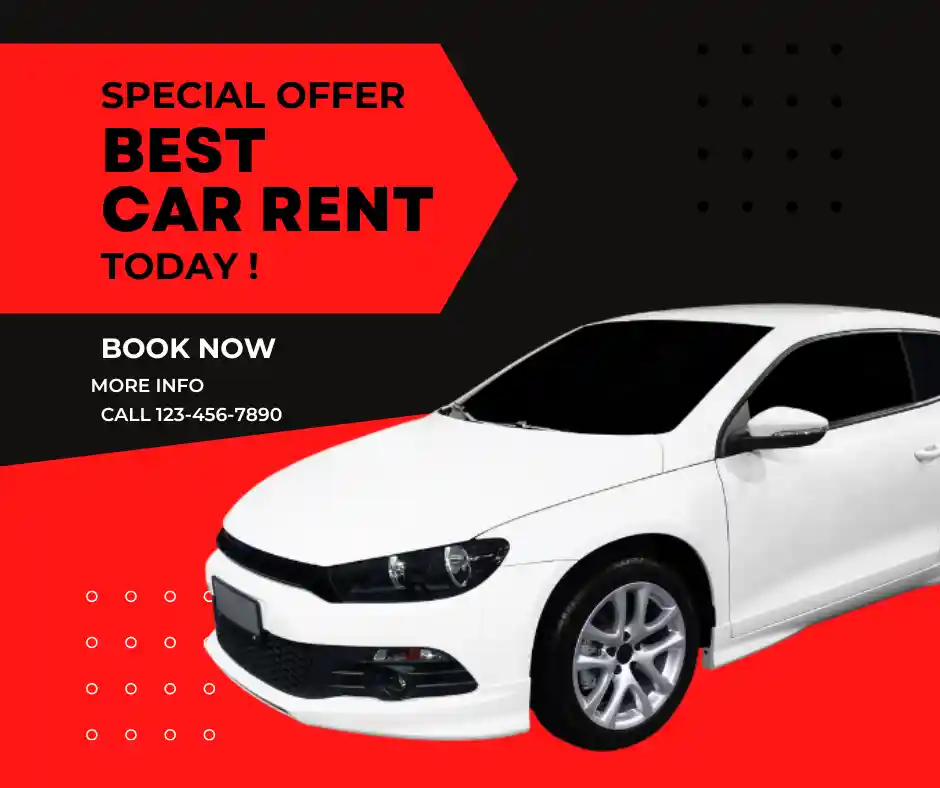 SPECIAL OFFER
BEST
CAR RENT
TODAY !
BOOK NOW
MORE INFO
CALL 123-456-7890